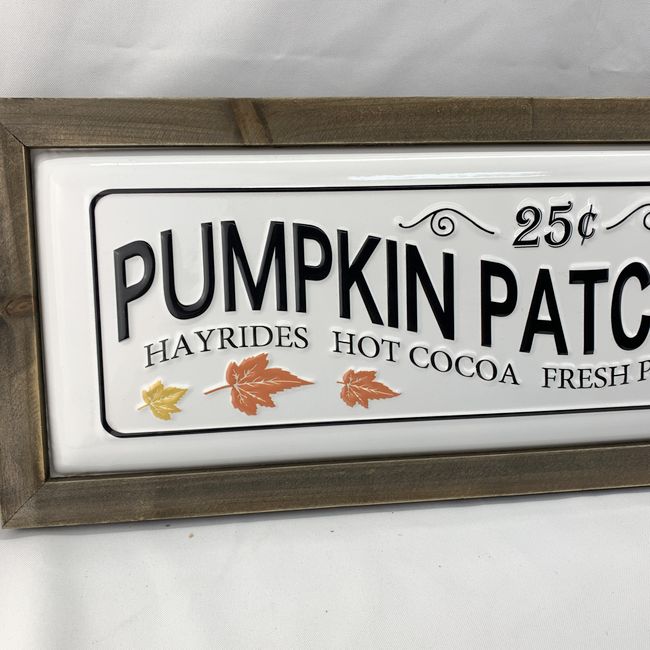 25¢
PUMPKIN PATC
HAYRIDES HOT COCOA FRESH P